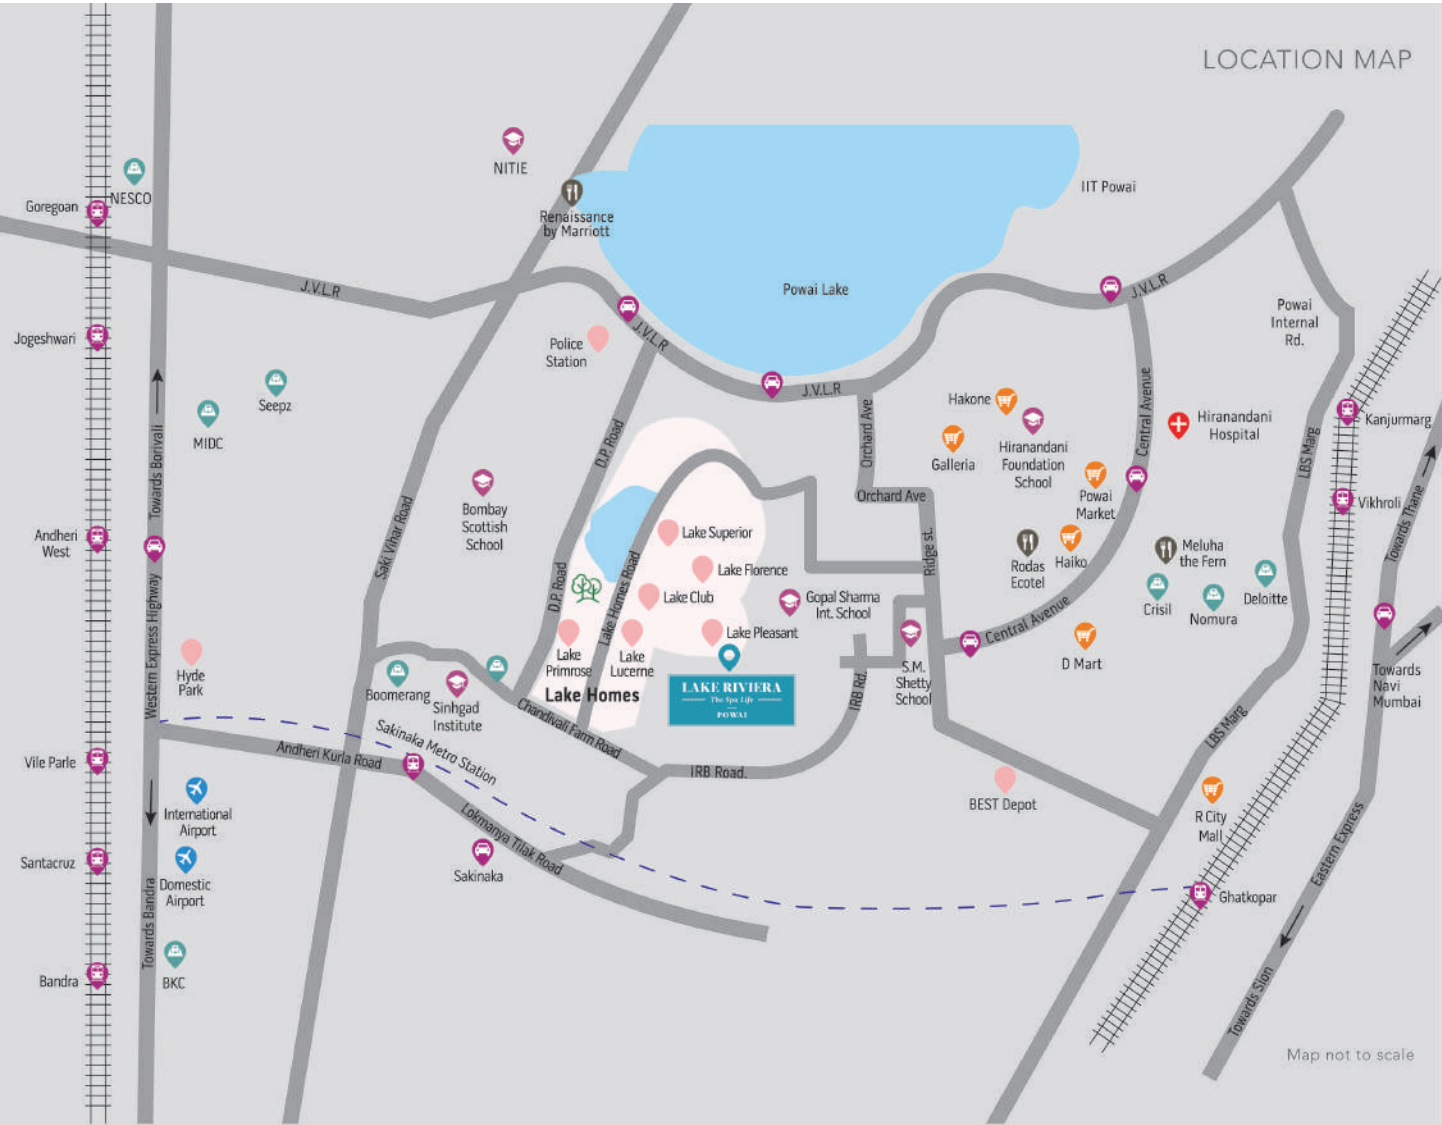 LOCATION MAP
NITIE
NESCO
Goregoan
Renaissance
by Marriott
IIT Powai
J.V.L.R
Powai Lake
J.V.L.R
Powai
Internal
Rd.
Jogeshwari
Police
Station
J.V.L.R
J.V.L.R
Seepz
MIDC
Towards Borivali
D.P. Road
Orchard Ave
Hakone
Galleria
Hiranandani
Foundation
School
Central Avenue
Hiranandani
Hospital
Kanjurmarg
LBS Marg
Powai
Market
Orchard Ave
Vikhroli
Towards Thane
Bombay
Scottish
School
Saki Vihar Road
Andheri
West
Lake Superior
Lake Florence
Lake Club
Lake Pleasant
Lake
Primrose
Lake
Lucerne
Lake Homes
D.P. Road
Lake Homes Road
Gopal Sharma
Int. School
Ridge st.
Rodas
Ecotel
Haiko
Meluha
the Fern
Crisil
Nomura
Deloitte
Central Avenue
D Mart
S.M.
Shetty
School
IRB Rd.
LAKE RIVIERA
The Spa Life
POWAI
Western Express Highway
Hyde
Park
Boomerang
Sinhgad
Institute
Chandivali Farm Road
Towards
Navi
Mumbai
LBS Marg
Sakinaka Metro Station
Andheri Kurla Road
IRB Road.
Vile Parle
BEST Depot
International
Airport
R City
Mall
Lokmanya Tilak Road
Eastern Express
Santacruz
Domestic
Airport
Sakinaka
Ghatkopar
Towards Bandra
Bandra
BKC
Towards Sion
Map not to scale